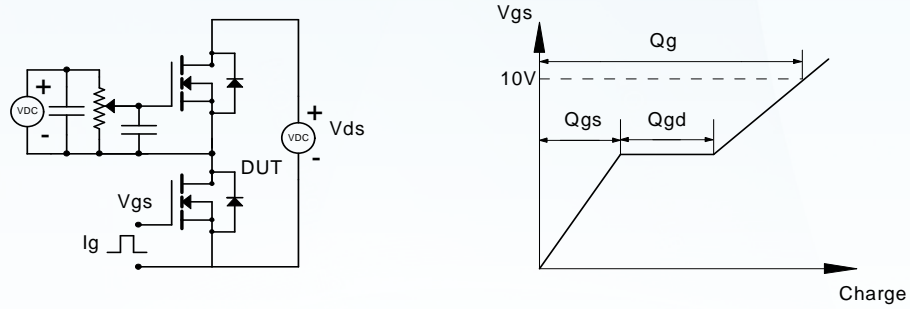 +
VDC
-
+
VDC
-
Vds
DUT
Vgs
Ig
Vgs
Qg
10V
Qgs
Qgd
Charge